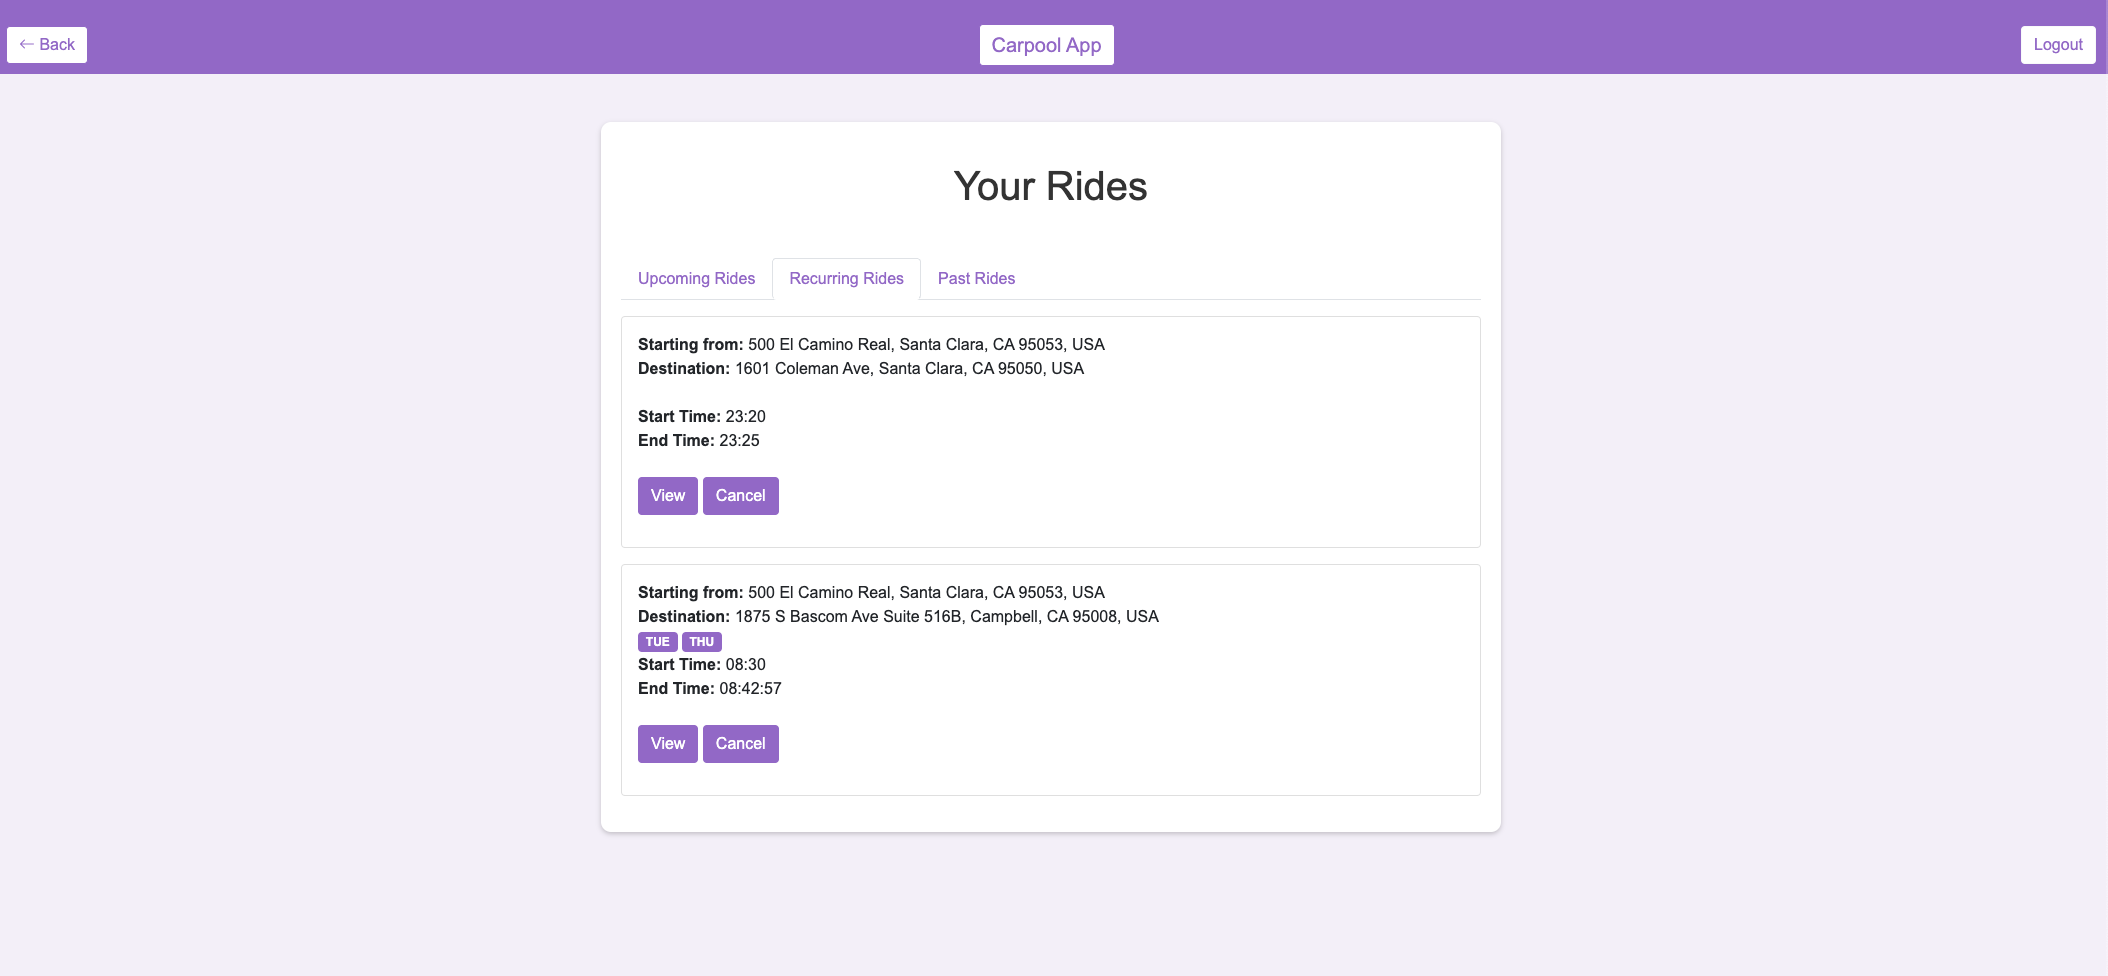 ← Back
Carpool App
Logout
Your Rides
Upcoming Rides
Recurring Rides
Past Rides
Starting from: 500 El Camino Real, Santa Clara, CA 95053, USA
Destination: 1601 Coleman Ave, Santa Clara, CA 95050, USA
Start Time: 23:20
End Time: 23:25
View Cancel
Starting from: 500 El Camino Real, Santa Clara, CA 95053, USA
Destination: 1875 S Bascom Ave Suite 516B, Campbell, CA 95008, USA
TUE THU
Start Time: 08:30
End Time: 08:42:57
View Cancel